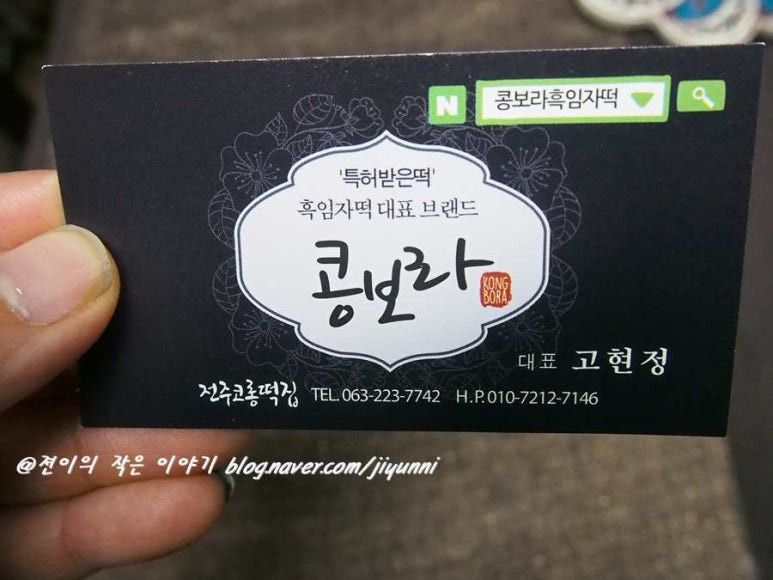 N 콩보라흑임자떡
'특허받은떡'
흑임자떡 대표 브랜드
콩보라
KONG
BORA
대표 고현정
전주코롱떡집 TEL. 063-223-7742 H.P. 010-7212-7146
@젼이의 작은 이야기 blog.naver.com/jiyunni